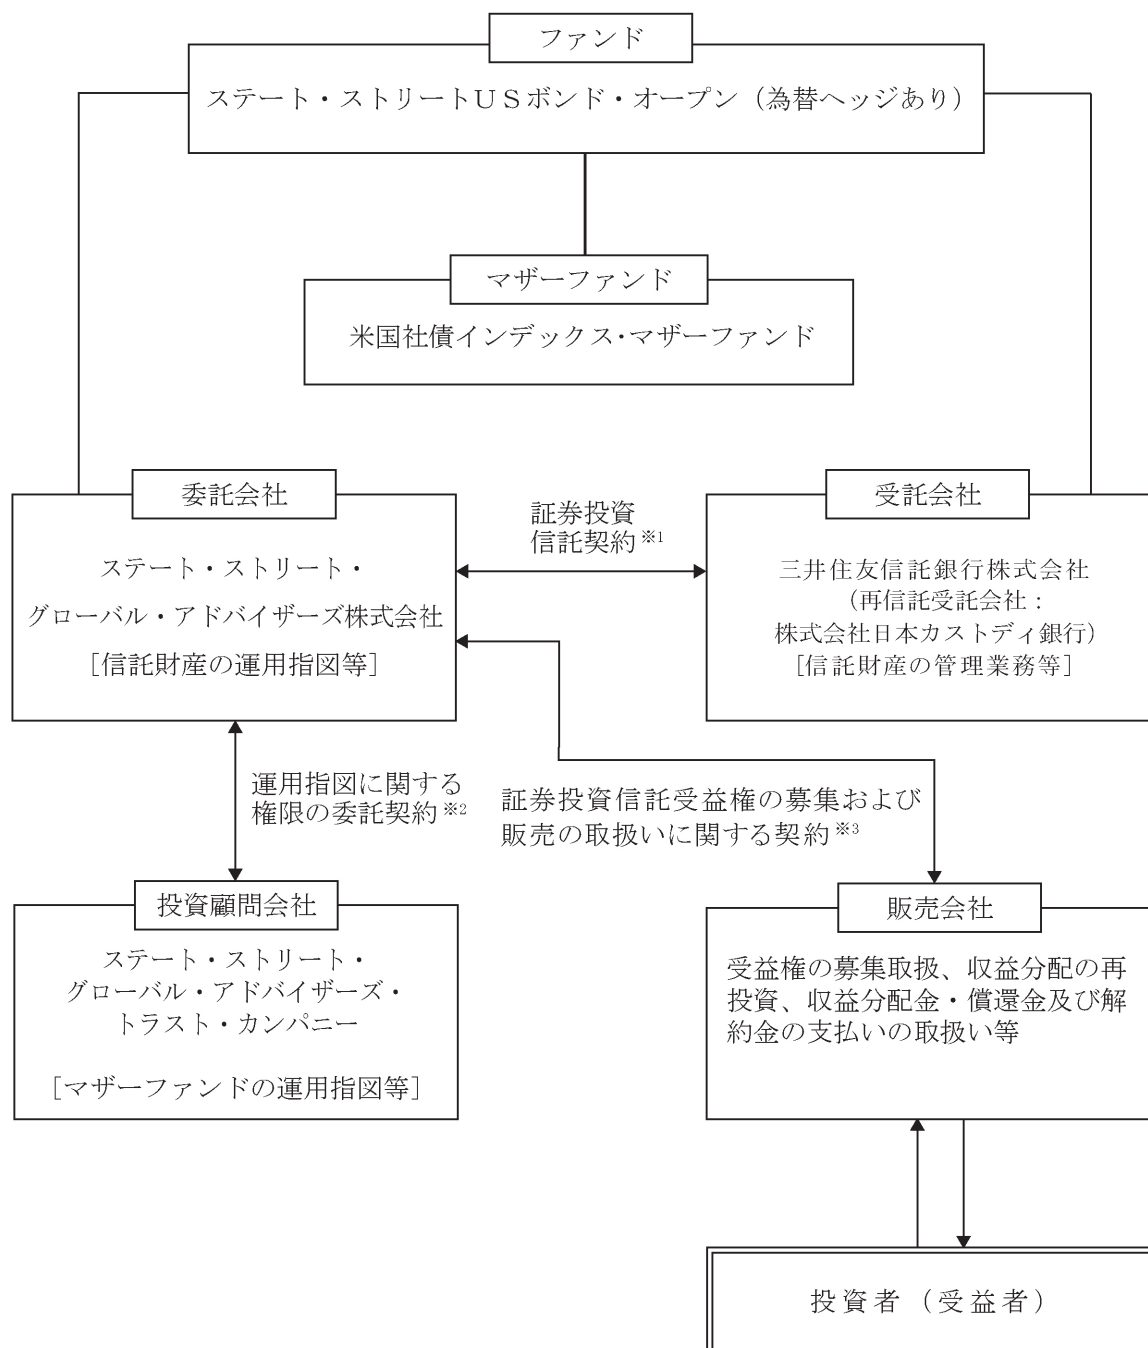 ファンド
ステート・ストリートＵＳボンド・オープン（為替ヘッジあり）
マザーファンド
米国社債インデックス・マザーファンド
委託会社
ステート・ストリート・
グローバル・アドバイザーズ株式会社
［信託財産の運用指図等］
証券投資
信託契約※1
受託会社
三井住友信託銀行株式会社
（再信託受託会社：
株式会社日本カストディ銀行）
［信託財産の管理業務等］
運用指図に関する
権限の委託契約※2
証券投資信託受益権の募集および
販売の取扱いに関する契約※3
投資顧問会社
ステート・ストリート・
グローバル・アドバイザーズ・
トラスト・カンパニー
［マザーファンドの運用指図等］
販売会社
受益権の募集取扱、収益分配の再
投資、収益分配金・償還金及び解
約金の支払いの取扱い等
投資者（受益者）